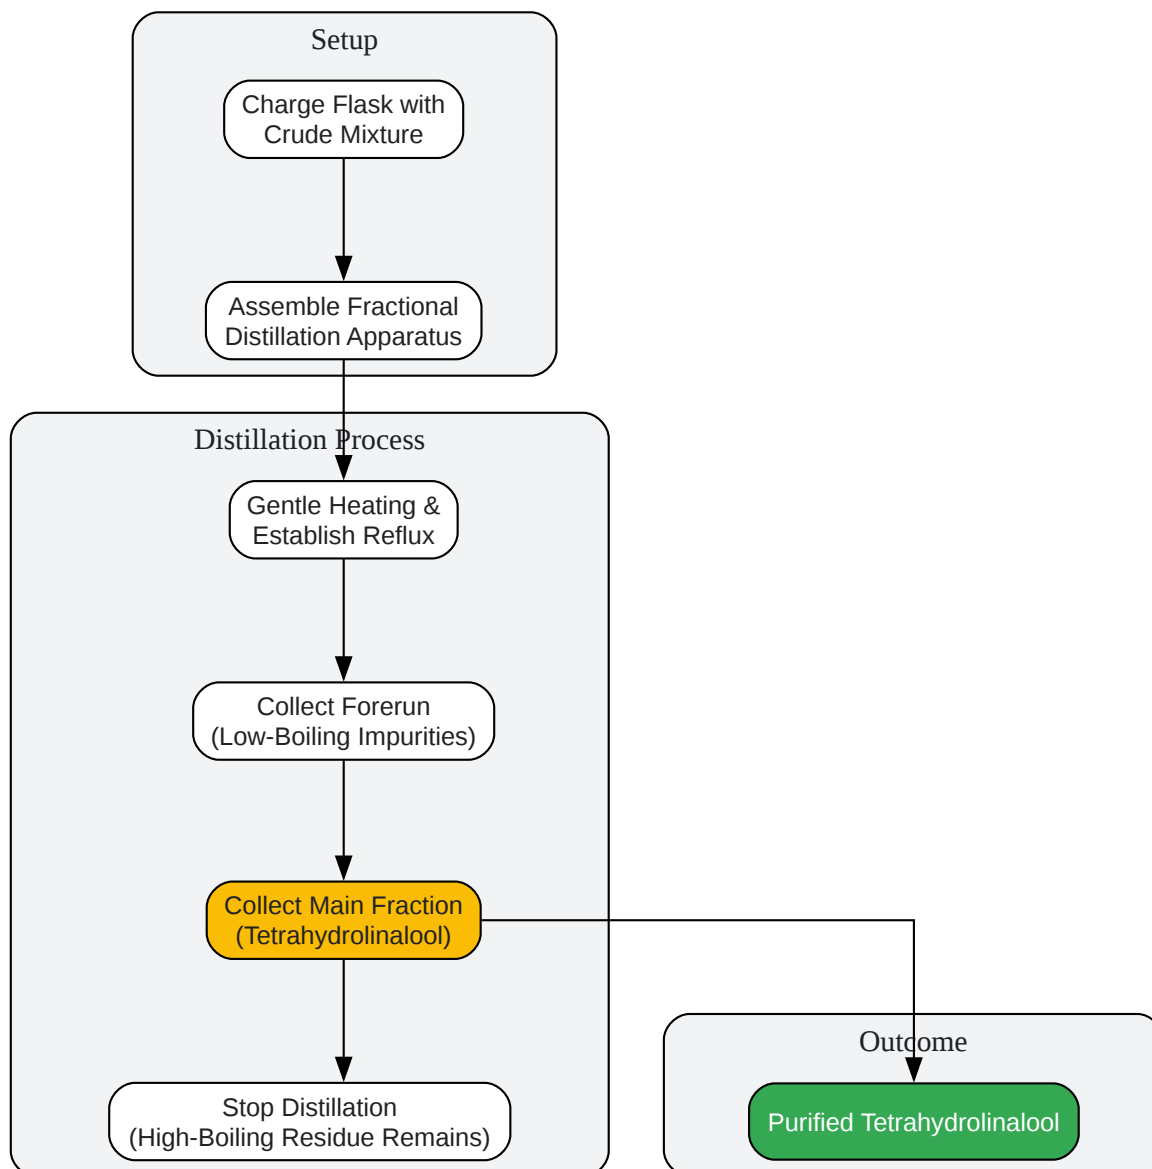 Setup
Charge Flask with
Crude Mixture
Assemble Fractional
Distillation Apparatus
Distillation Process
Gentle Heating &
Establish Reflux
Collect Forerun
(Low-Boiling Impurities)
Collect Main Fraction
(Tetrahydrolinalool)
Stop Distillation
(High-Boiling Residue Remains)
Outcome
Purified Tetrahydrolinalool